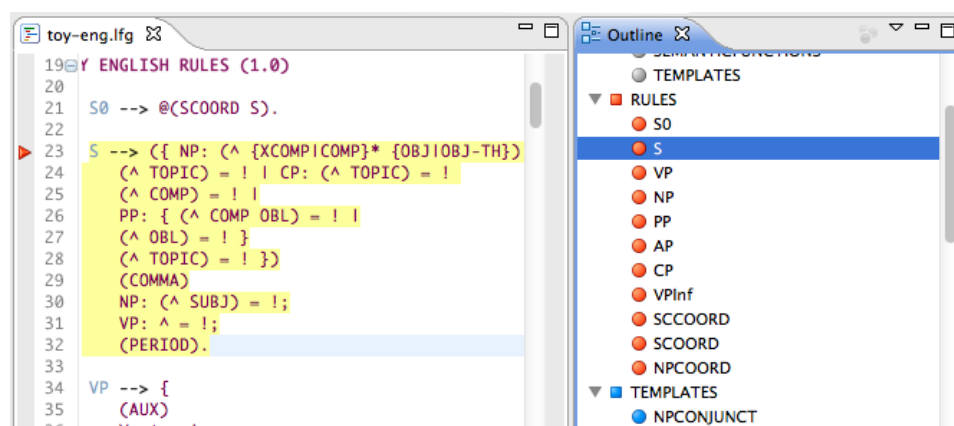 toy-eng.lfg
19 Y ENGLISH RULES (1.0)
20
21 S0 --> @(SCOORD S).
22
23 S --> ({ NP: (^ {XCOMP|COMP}* {OBJ|OBJ-TH})
24 (^ TOPIC) = ! | CP: (^ TOPIC) = !
25 (^ COMP) = ! |
26 PP: { (^ COMP OBL) = ! |
27 (^ OBL) = ! }
28 (^ TOPIC) = ! })
29 (COMMA)
30 NP: (^ SUBJ) = !;
31 VP: ^ = !;
32 (PERIOD).
33
34 VP --> {
35 (AUX)
Outline
SEMANTICFUNCTIONS
TEMPLATES
RULES
S0
S
VP
NP
PP
AP
CP
VPInf
SCCOORD
SCOORD
NPCOORD
TEMPLATES
NPCONJUNCT